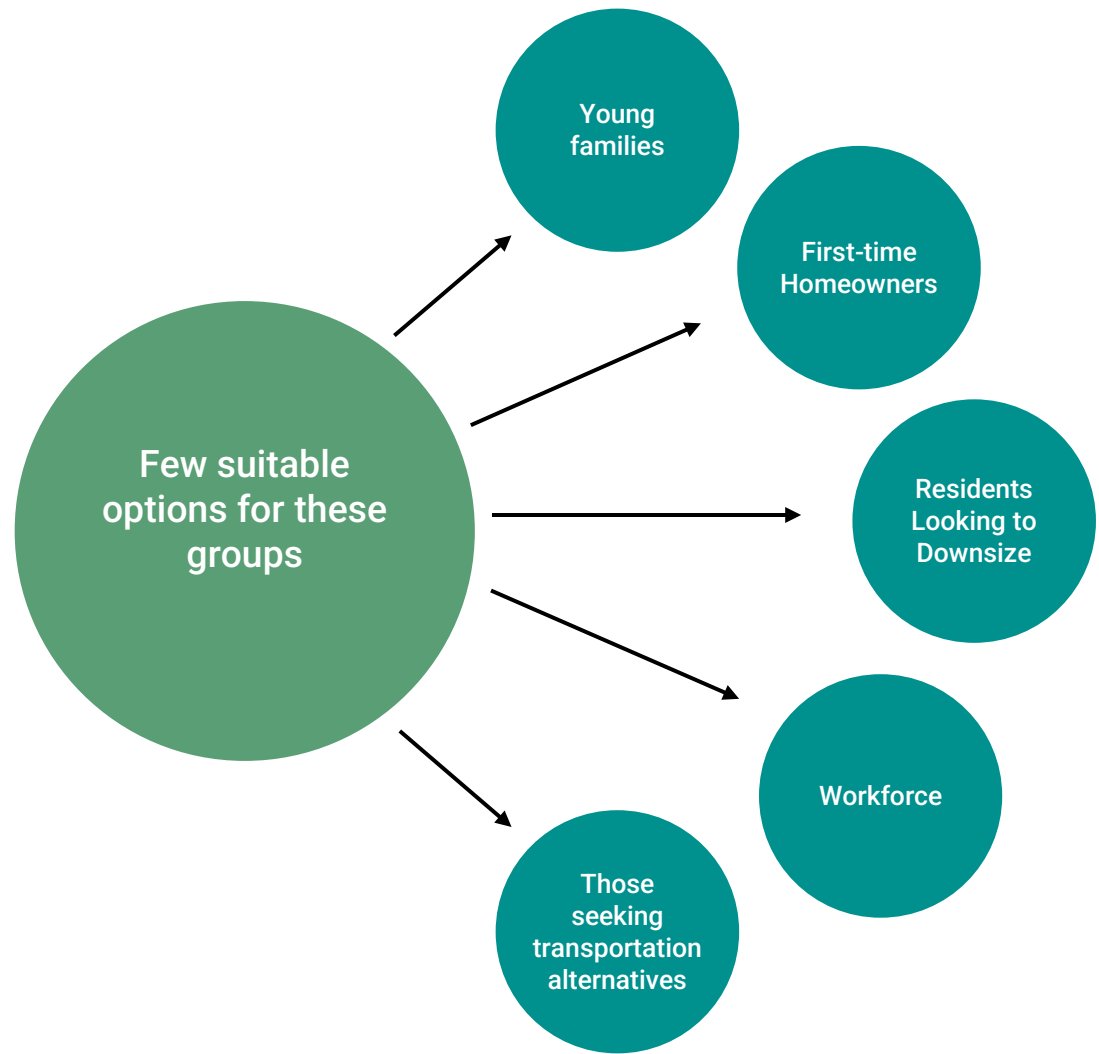 Young
families
First-time
Homeowners
Few suitable
options for these
groups
Residents
Looking to
Downsize
Workforce
Those
seeking
transportation
alternatives